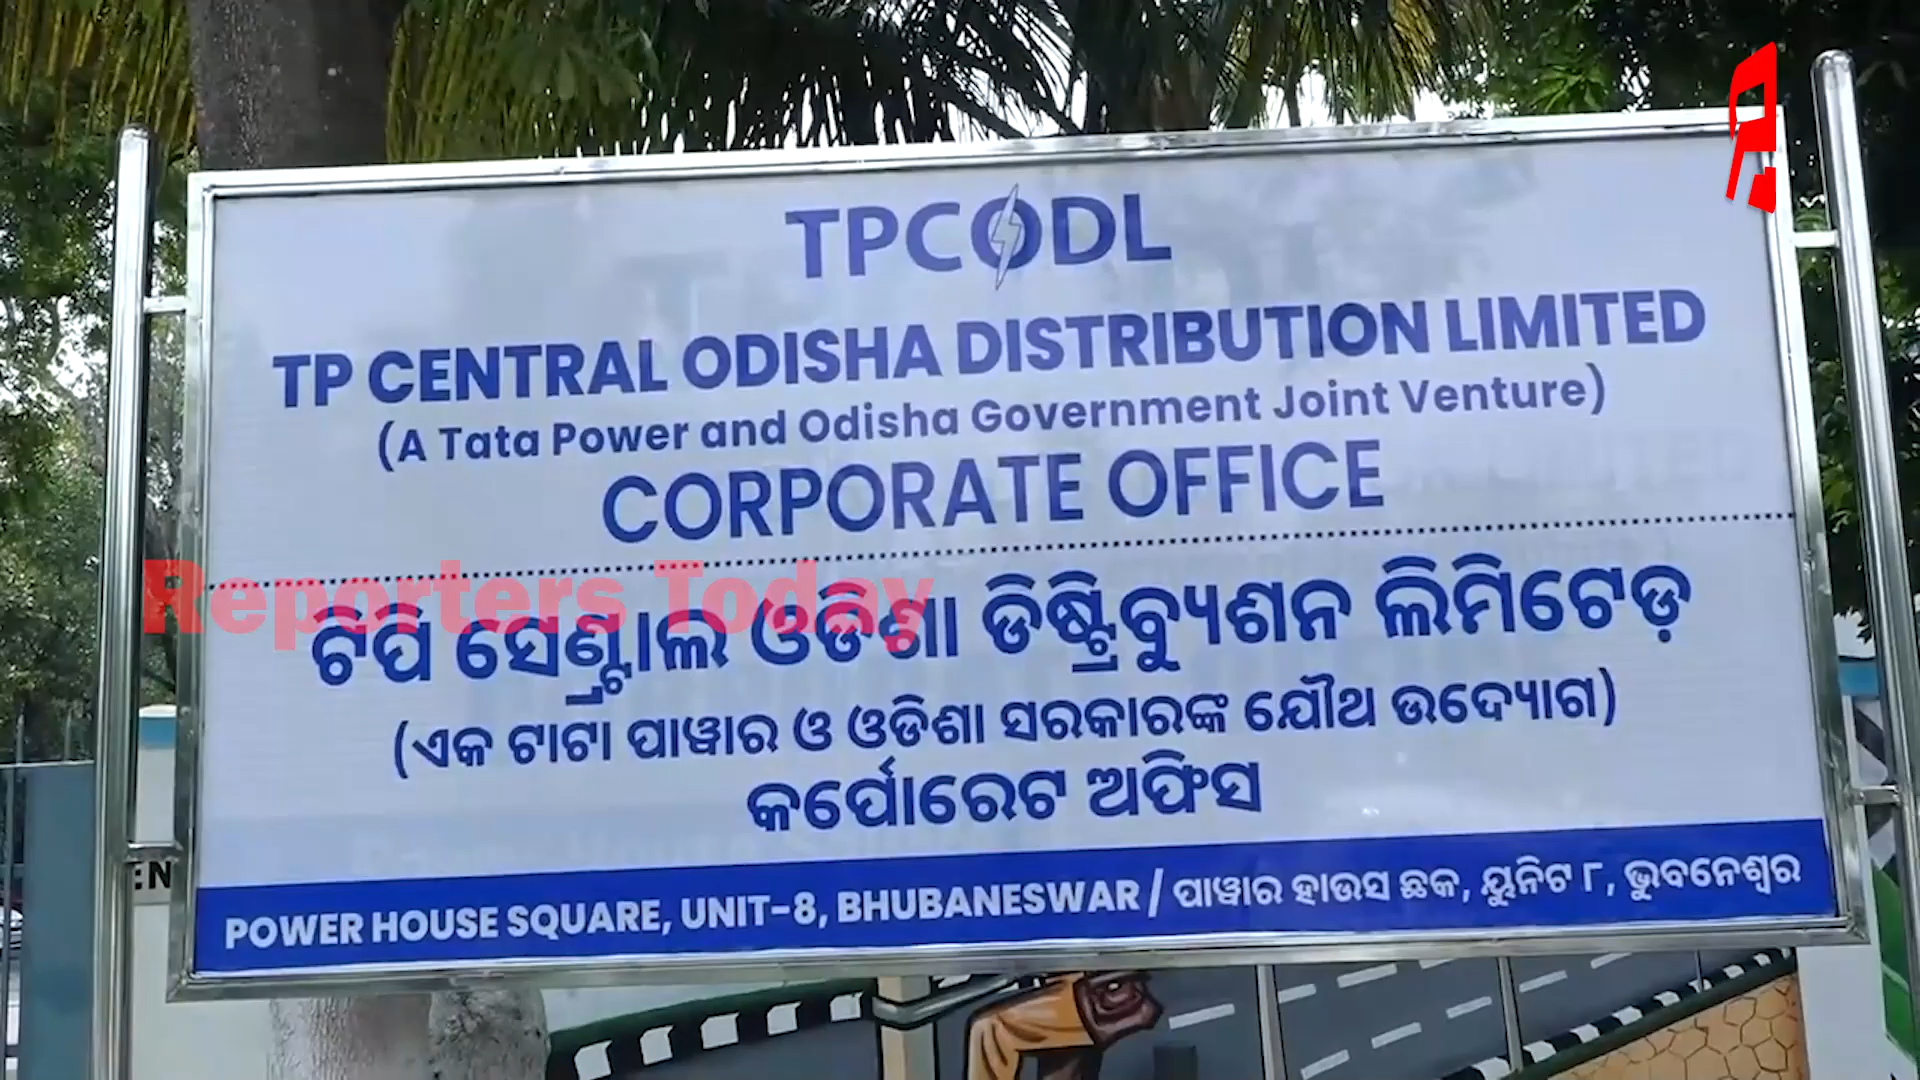 TPCODL
TP CENTRAL ODISHA DISTRIBUTION LIMITED
(A Tata Power and Odisha Government Joint Venture)
CORPORATE OFFICE
Reporters Today
ଟିପି ସେଣ୍ଟ୍ରାଲ ଓଡିଶା ଡିଷ୍ଟ୍ରିବ୍ୟୁଶନ ଲିମିଟେଡ଼
(ଏକ ଟାଟା ପାୱାର ଓ ଓଡିଶା ସରକାରଙ୍କ ଯୌଥ ଉଦ୍ୟୋଗ)
କର୍ପୋରେଟ ଅଫିସ
EN
POWER HOUSE SQUARE, UNIT-8, BHUBANESWAR / ପାୱାର ହାଉସ ଛକ, ୟୁନିଟ ୮, ଭୁବନେଶ୍ୱର